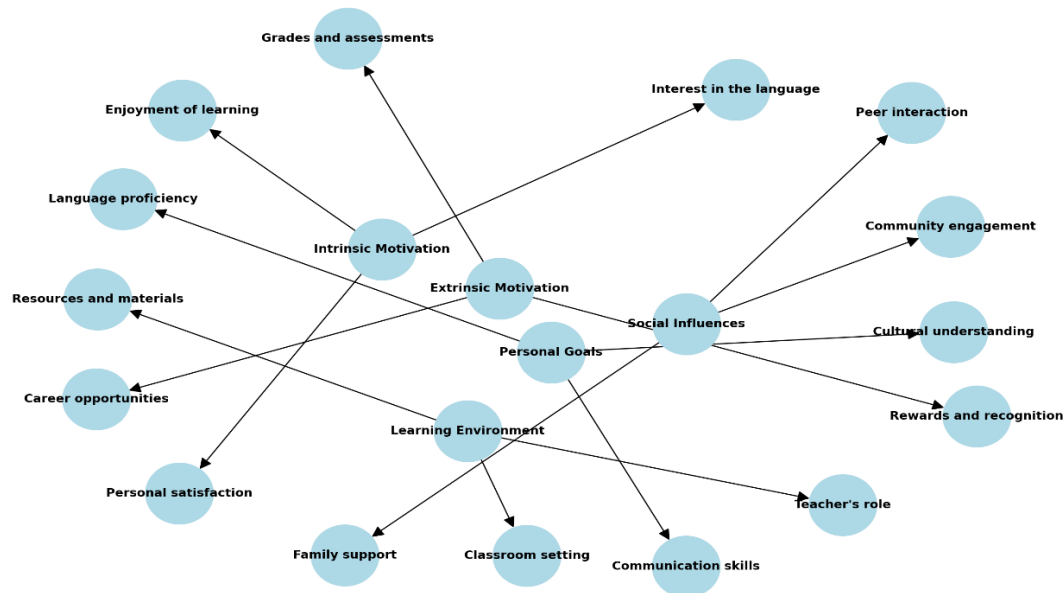 Grades and assessments
Interest in the language
Enjoyment of learning
Peer interaction
Language proficiency
Community engagement
Intrinsic Motivation
Extrinsic Motivation
Resources and materials
Social Influences
Cultural understanding
Personal Goals
Career opportunities
Rewards and recognition
Learning Environment
Personal satisfaction
Teacher's role
Family support
Classroom setting
Communication skills